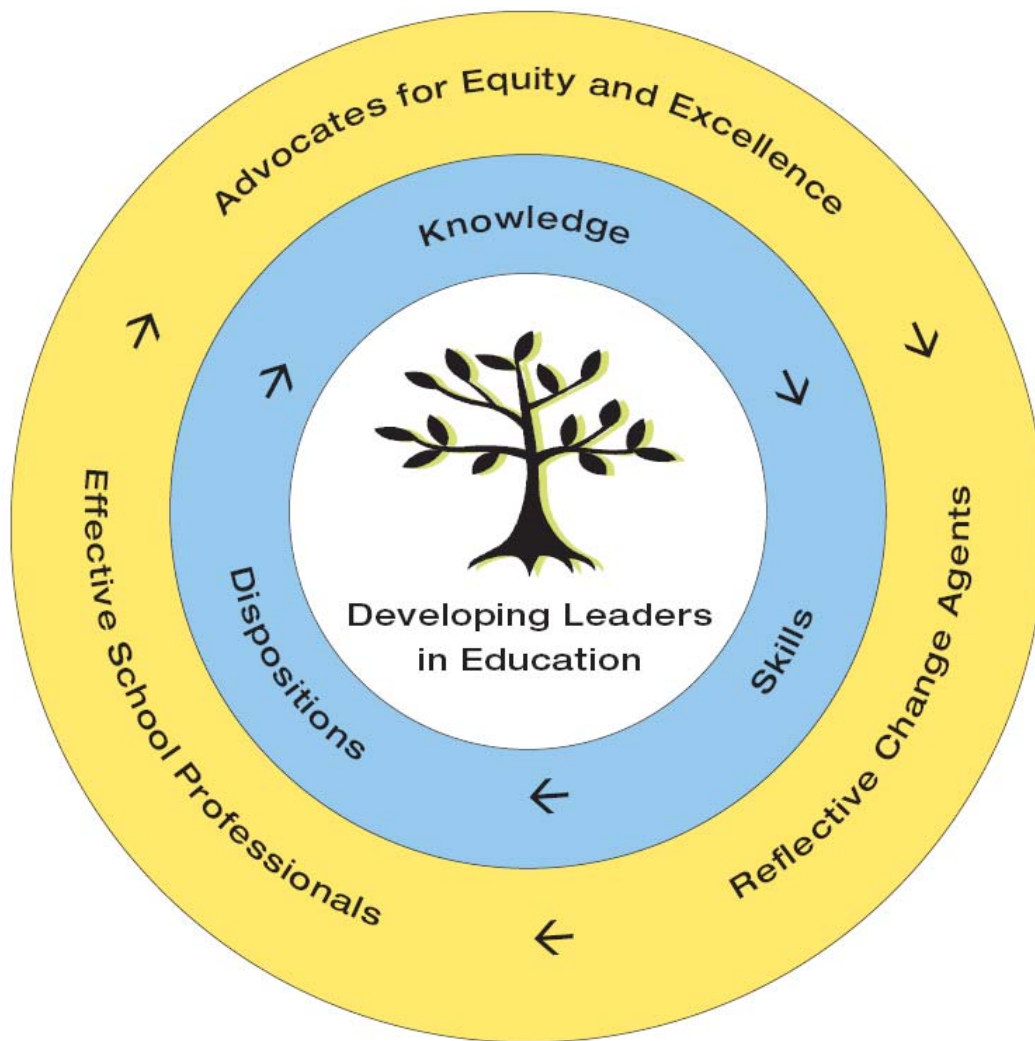 Advocates for Equity and Excellence
Knowledge
Developing Leaders
in Education
Dispositions
Skills
Effective School Professionals
Reflective Change Agents